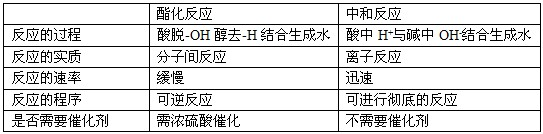 酯化反应 中和反应
反应的过程 酸脱-OH 醇去-H 结合生成水 酸中 H⁺与碱中 OH⁻结合生成水
反应的实质 分子间反应 离子反应
反应的速率 缓慢 迅速
反应的程序 可逆反应 可进行彻底的反应
是否需要催化剂 需浓硫酸催化 不需要催化剂